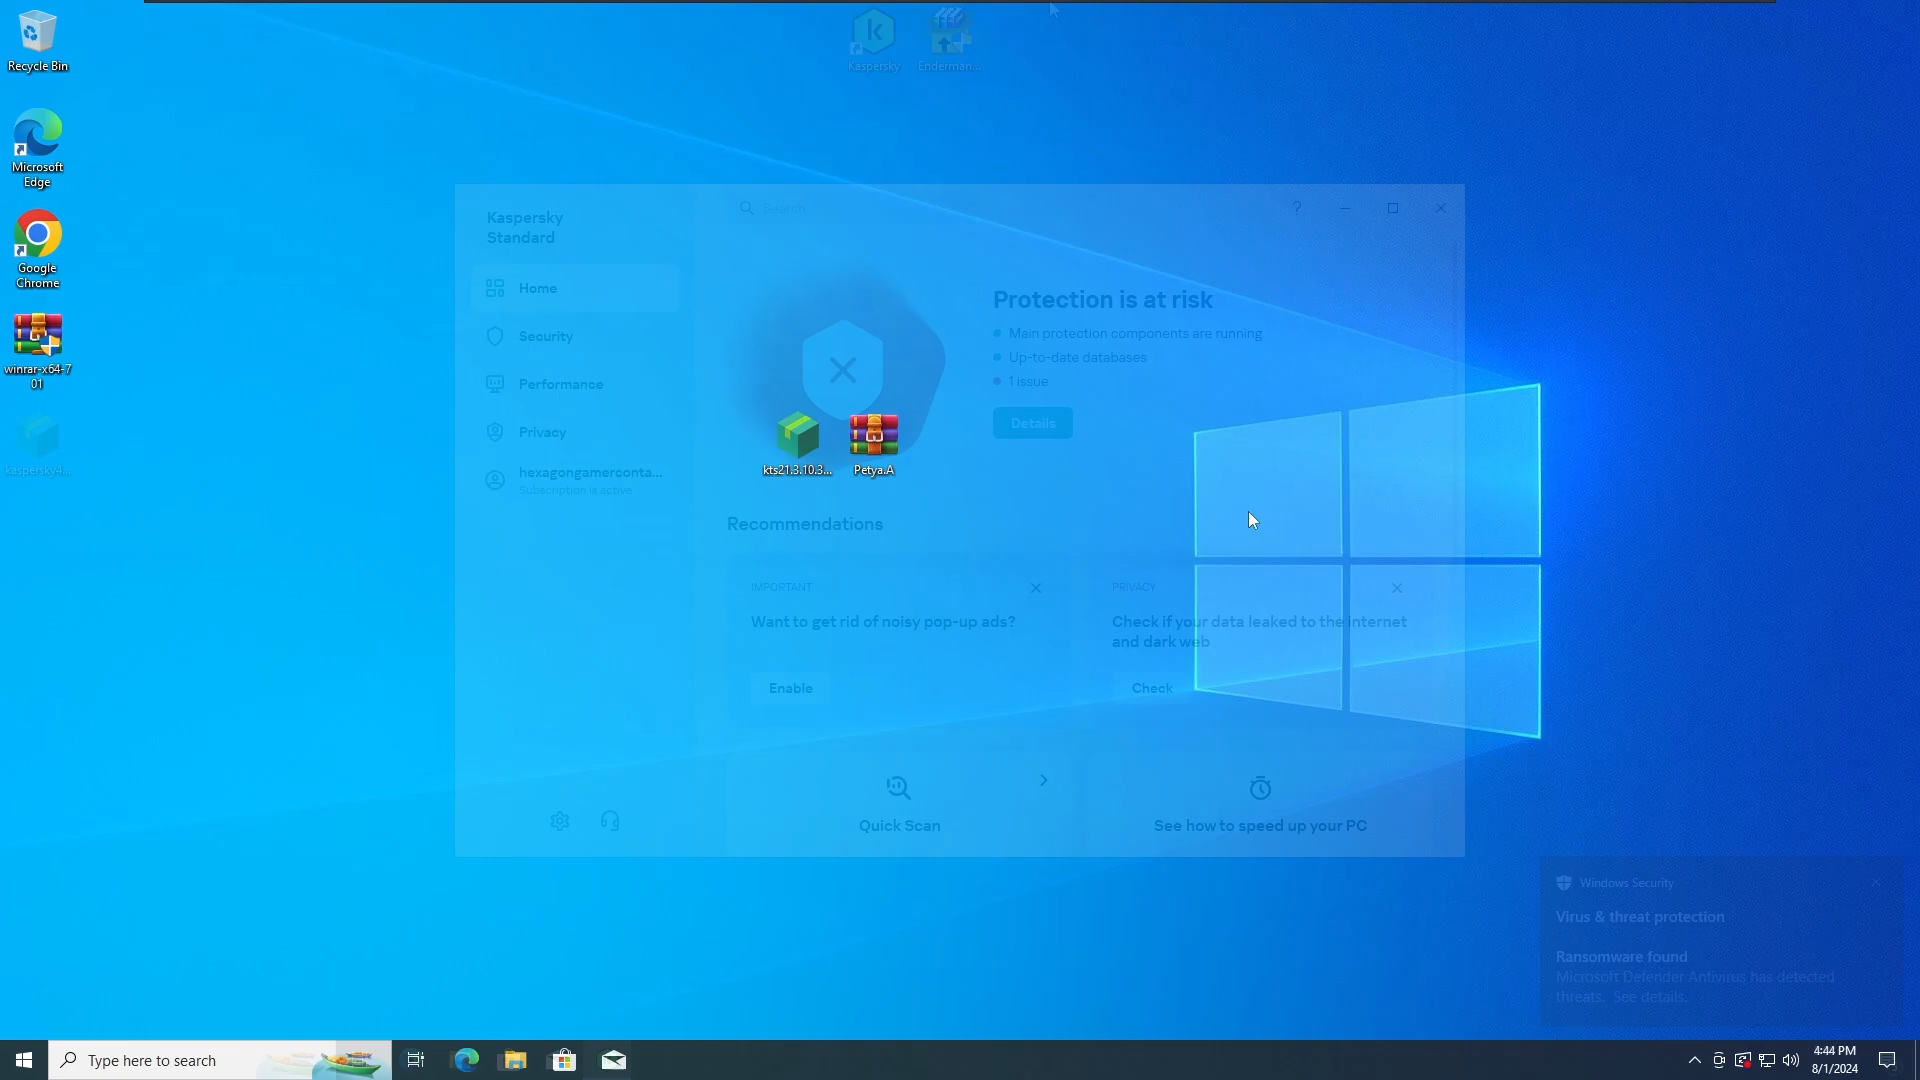 Recycle Bin
Kaspersky
Enderman...
Microsoft
Edge
Google
Chrome
winrar-x64-7
01
kaspersky4...
Kaspersky
Standard
Search
Home
Security
Performance
Privacy
hexagongamerconta...
Subscription is active
Protection is at risk
Main protection components are running
Up-to-date databases
1 issue
Details
kts21.3.10.3...
Petya.A
Recommendations
IMPORTANT
Want to get rid of noisy pop-up ads?
Enable
PRIVACY
Check if your data leaked to the internet
and dark web
Check
Quick Scan
See how to speed up your PC
Windows Security
Virus & threat protection
Ransomware found
Microsoft Defender Antivirus has detected
threats. See details.
Type here to search
4:44 PM
8/1/2024